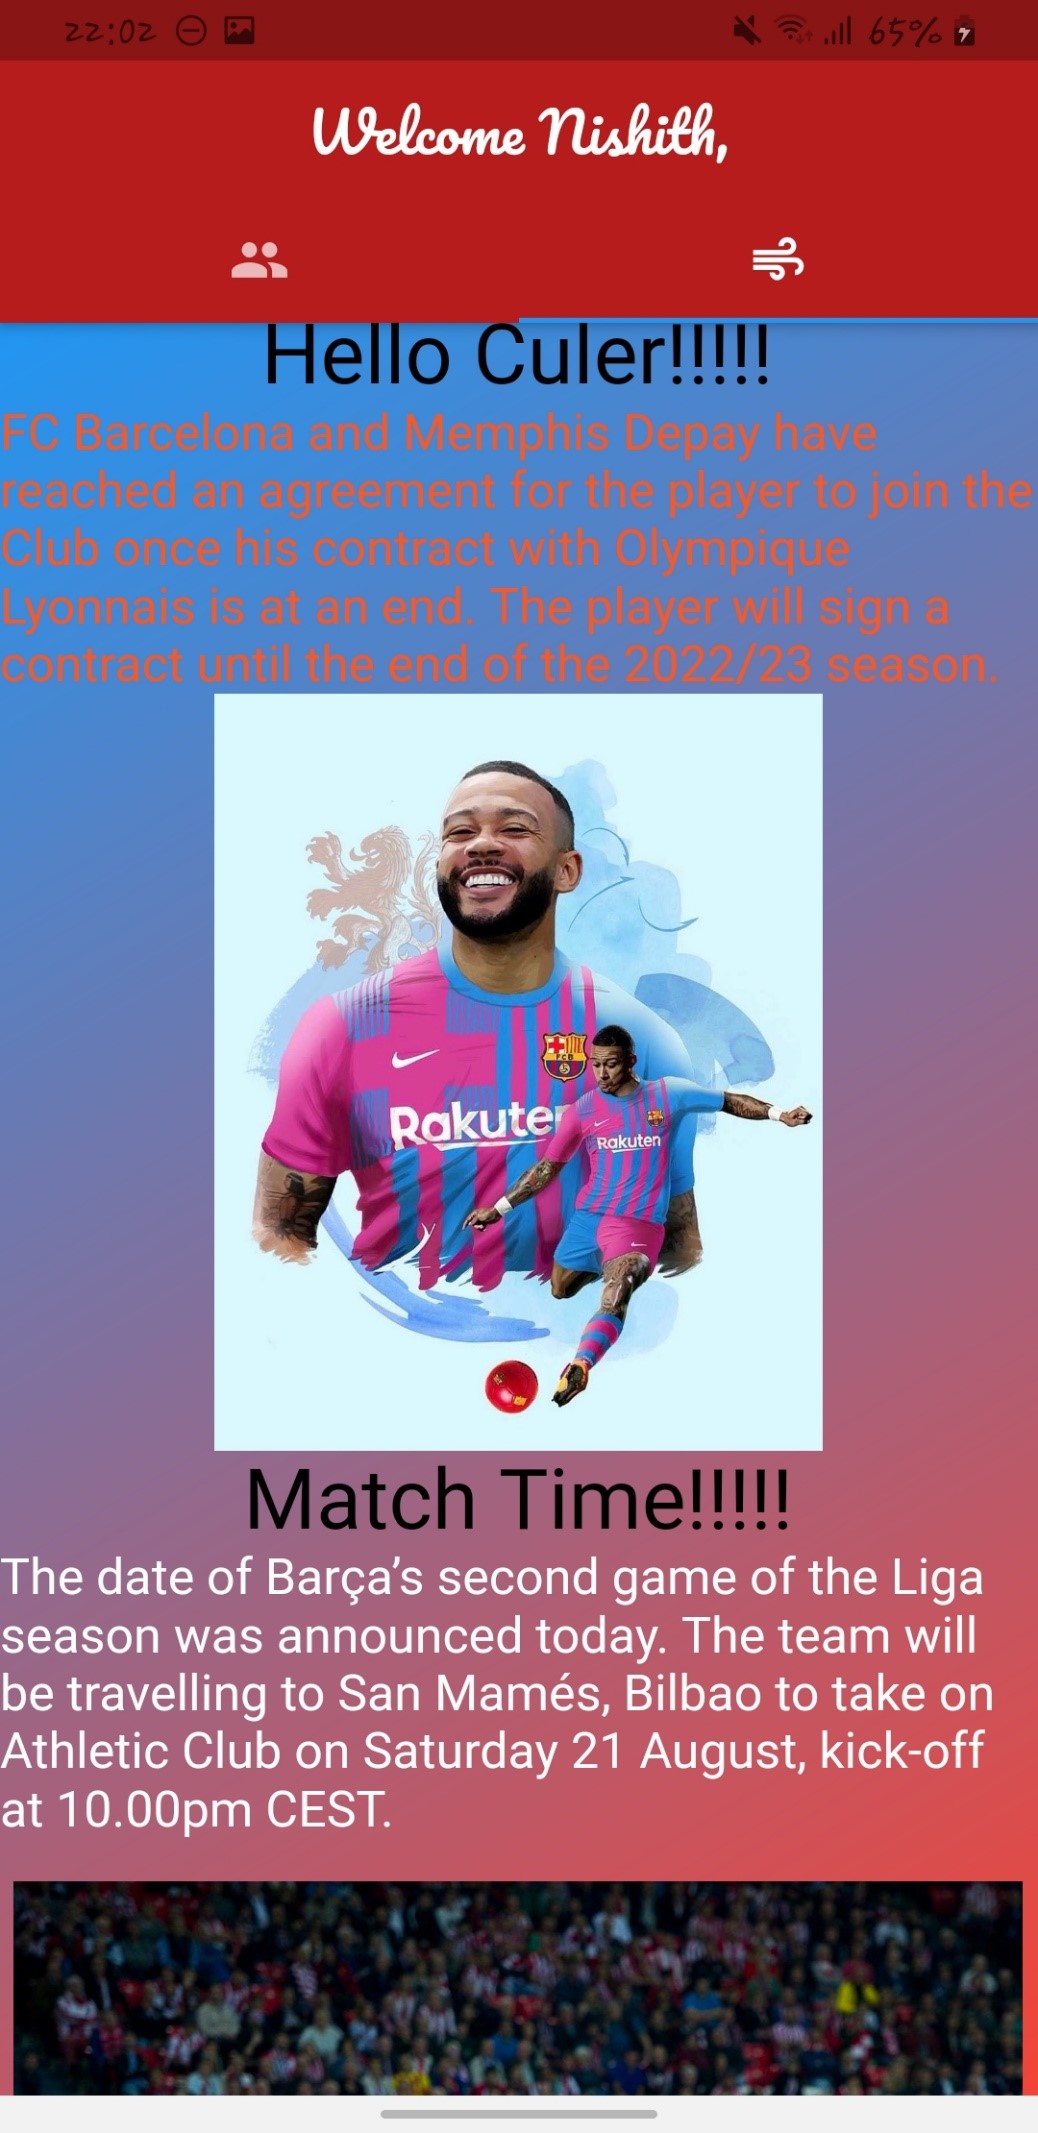 22:02
65%
Welcome Nishith,
Hello Culer!!!!!
FC Barcelona and Memphis Depay have
reached an agreement for the player to join the
Club once his contract with Olympique
Lyonnais is at an end. The player will sign a
contract until the end of the 2022/23 season.
FCB
Rakuten
Rakuten
Match Time!!!!!
The date of Barça’s second game of the Liga
season was announced today. The team will
be travelling to San Mamés, Bilbao to take on
Athletic Club on Saturday 21 August, kick-off
at 10.00pm CEST.